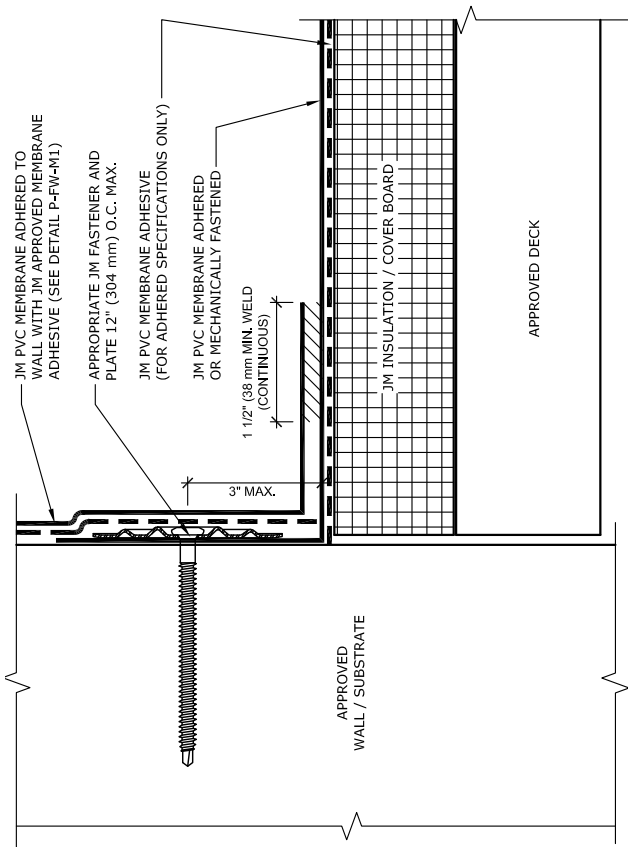 JM PVC MEMBRANE ADHERED TO
WALL WITH JM APPROVED MEMBRANE
ADHESIVE (SEE DETAIL P-FW-M1)
APPROPRIATE JM FASTENER AND
PLATE 12" (304 mm) O.C. MAX.
JM PVC MEMBRANE ADHESIVE
(FOR ADHERED SPECIFICATIONS ONLY)
JM PVC MEMBRANE ADHERED
OR MECHANICALLY FASTENED
1 1/2" (38 mm MIN. WELD
(CONTINUOUS)
3" MAX.
JM INSULATION / COVER BOARD
APPROVED DECK
APPROVED
WALL / SUBSTRATE